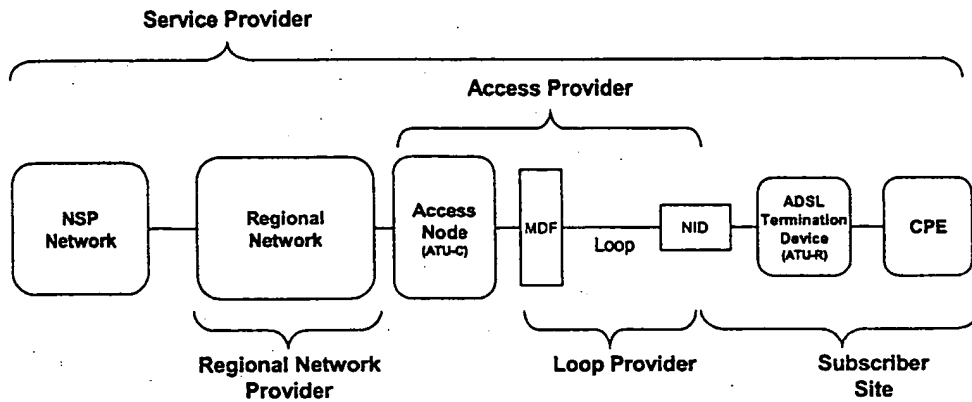 Service Provider
Access Provider
NSP
Network
Regional
Network
Access
Node
(ATU-C)
MDF
Loop
NID
ADSL
Termination
Device
(ATU-R)
CPE
Regional Network
Provider
Loop Provider
Subscriber
Site